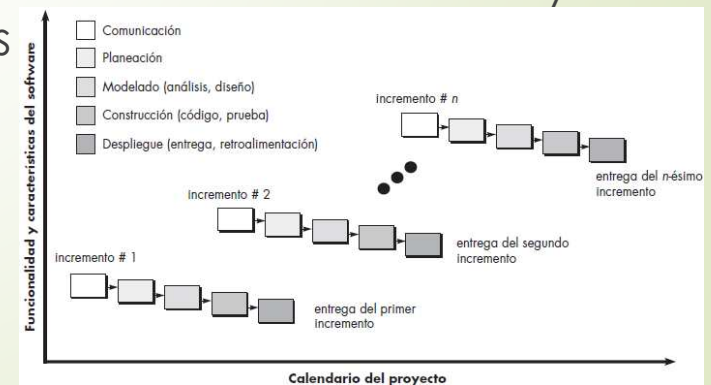 s
Funcionalidad y características del software
Comunicación
Planeación
Modelado (análisis, diseño)
Construcción (código, prueba)
Despliegue (entrega, retroalimentación)
incremento # n
entrega del n-ésimo
incremento
incremento # 2
entrega del segundo
incremento
incremento # 1
entrega del primer
incremento
Calendario del proyecto